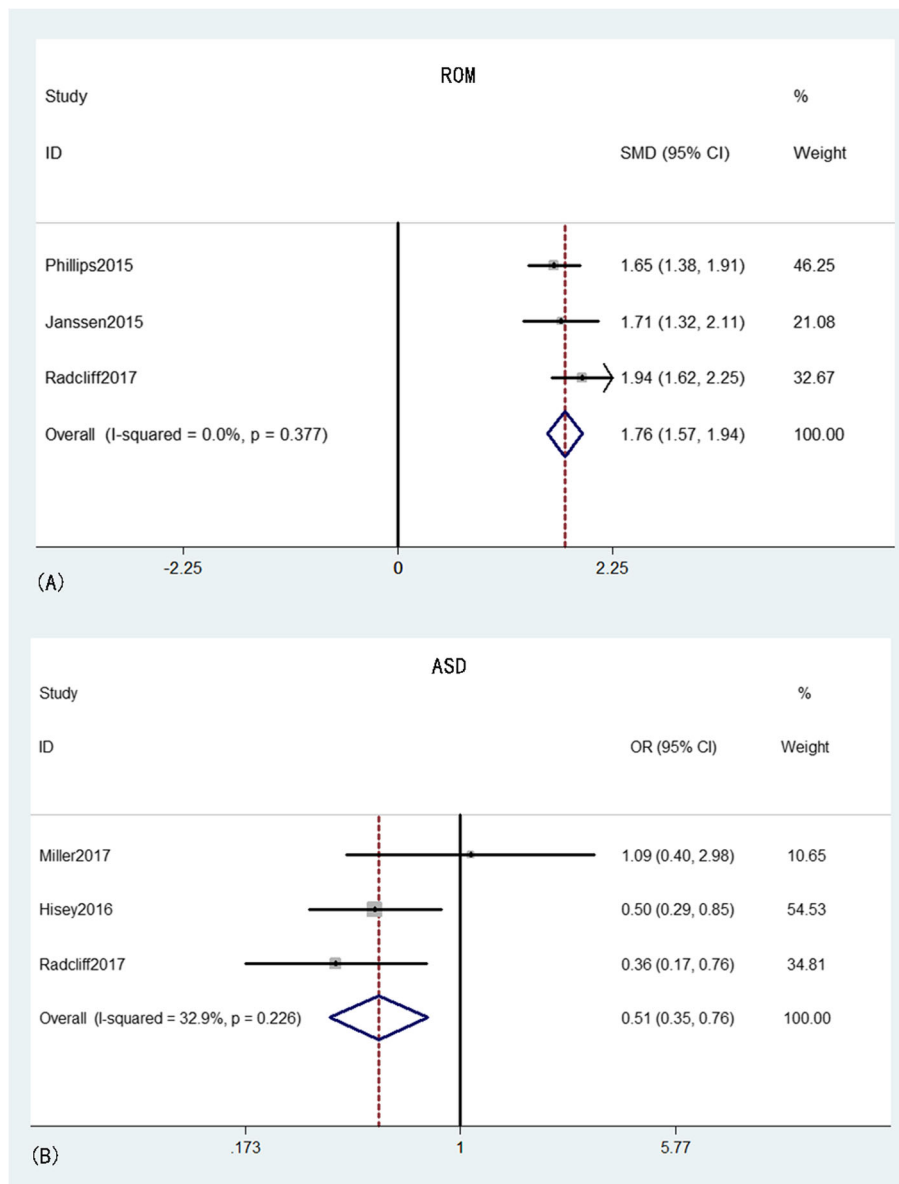 ROM
Study %
ID SMD (95% CI) Weight
Phillips2015 1.65 (1.38, 1.91) 46.25
Janssen2015 1.71 (1.32, 2.11) 21.08
Radcliff2017 1.94 (1.62, 2.25) 32.67
Overall (I-squared = 0.0%, p = 0.377) 1.76 (1.57, 1.94) 100.00
-2.25 0 2.25
(A)
ASD
Study %
ID OR (95% CI) Weight
Miller2017 1.09 (0.40, 2.98) 10.65
Hisey2016 0.50 (0.29, 0.85) 54.53
Radcliff2017 0.36 (0.17, 0.76) 34.81
Overall (I-squared = 32.9%, p = 0.226) 0.51 (0.35, 0.76) 100.00
.173 1 5.77
(B)